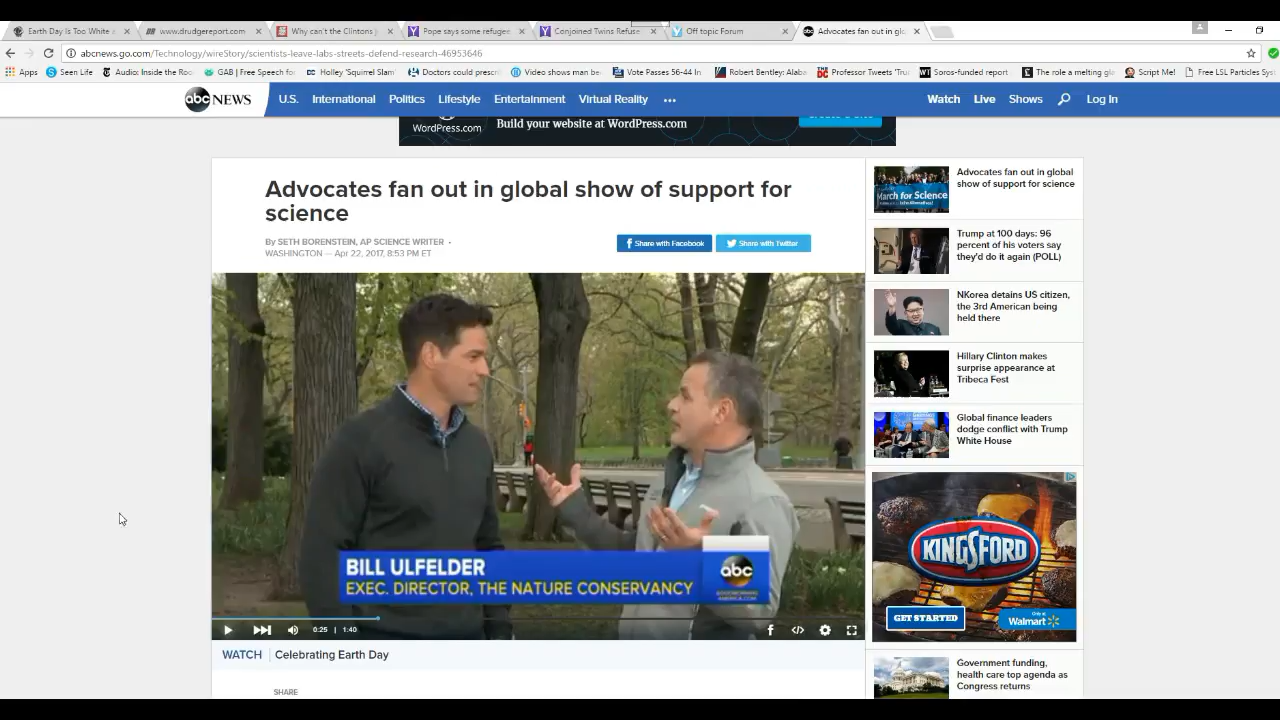 Earth Day Is Too White a
www.drudgereport.com
Why can't the Clintons j
Pope says some refugee
Conjoined Twins Refuse
Off topic Forum
Advocates fan out in glo
abcnews.go.com/Technology/wireStory/scientists-leave-labs-streets-defend-research-46953646
Apps
Seen Life
Audio: Inside the Roo
GAB | Free Speech fo
Holley 'Squirrel Slam'
Doctors could prescri
Video shows man be
Vote Passes 56-44 In
Robert Bentley: Alaba
Professor Tweets 'Tru
Soros-funded report
The role a melting gla
Script Me!
Free LSL Particles Sys
abc NEWS
U.S.
International
Politics
Lifestyle
Entertainment
Virtual Reality
Watch
Live
Shows
Log In
WordPress.com
Build your website at WordPress.com
Advocates fan out in global show of support for
science
By SETH BORENSTEIN, AP SCIENCE WRITER •
WASHINGTON — Apr 22, 2017, 8:53 PM ET
Share with Facebook
Share with Twitter
BILL ULFELDER
EXEC. DIRECTOR, THE NATURE CONSERVANCY
abc
0:25 | 1:40
WATCH
Celebrating Earth Day
SHARE
March for Science
Advocates fan out in global
show of support for science
Trump at 100 days: 96
percent of his voters say
they'd do it again (POLL)
NKorea detains US citizen,
the 3rd American being
held there
Hillary Clinton makes
surprise appearance at
Tribeca Fest
Global finance leaders
dodge conflict with Trump
White House
KINGSFORD
GET STARTED
Only at
Walmart
Government funding,
health care top agenda as
Congress returns